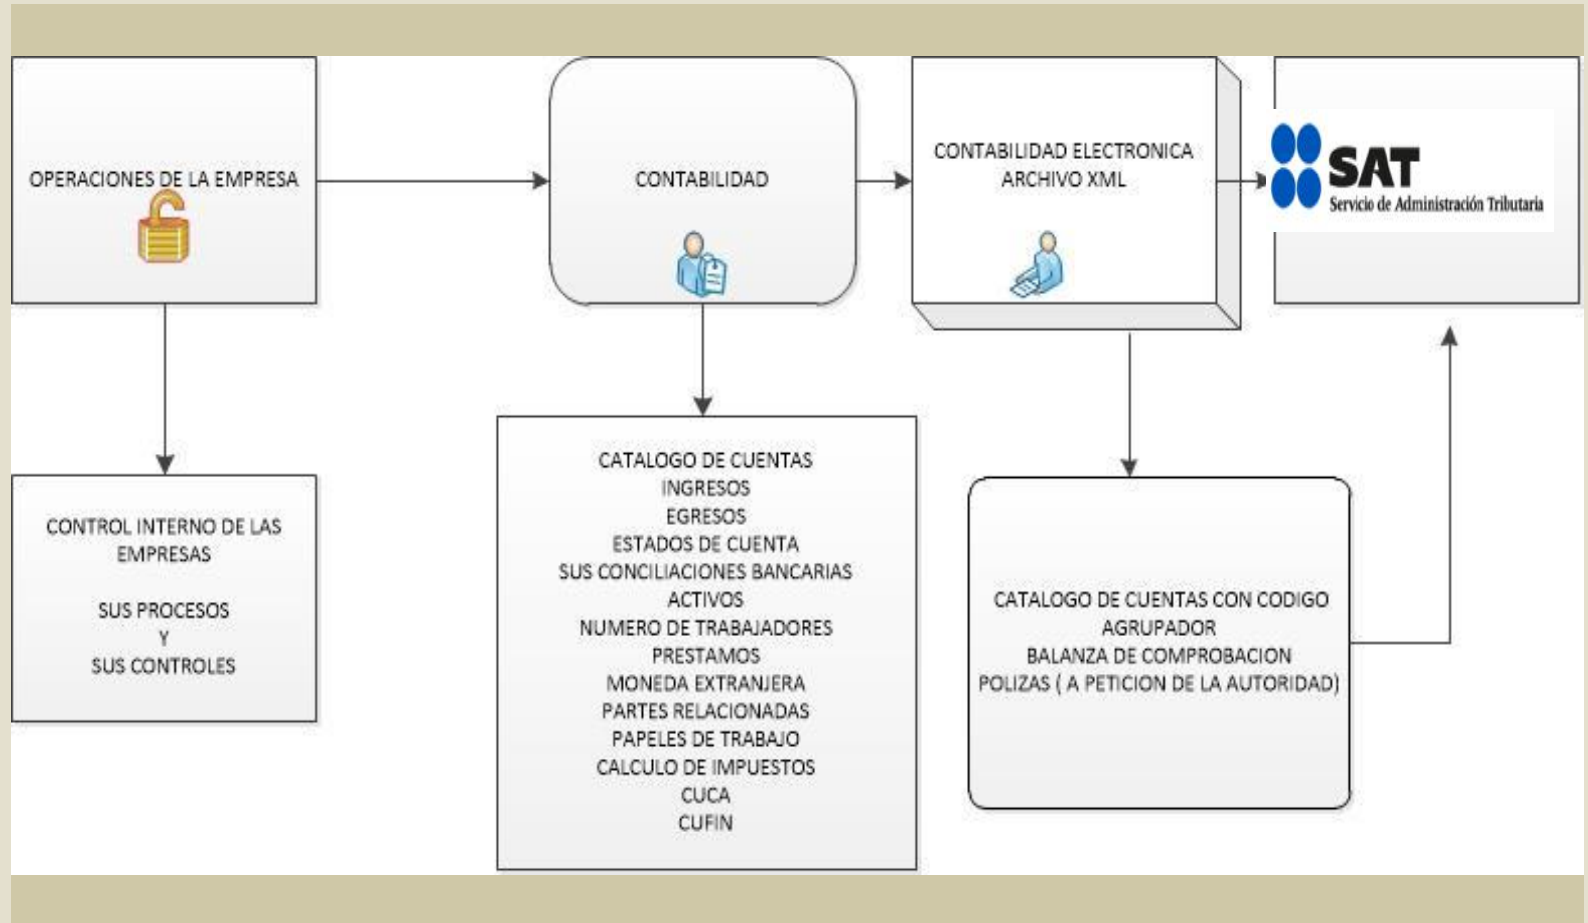 OPERACIONES DE LA EMPRESA
CONTABILIDAD
CONTABILIDAD ELECTRONICA
ARCHIVO XML
SAT
Servicio de Administración Tributaria
CONTROL INTERNO DE LAS
EMPRESAS
SUS PROCESOS
Y
SUS CONTROLES
CATALOGO DE CUENTAS
INGRESOS
EGRESOS
ESTADOS DE CUENTA
SUS CONCILIACIONES BANCARIAS
ACTIVOS
NUMERO DE TRABAJADORES
PRESTAMOS
MONEDA EXTRANJERA
PARTES RELACIONADAS
PAPELES DE TRABAJO
CALCULO DE IMPUESTOS
CUCA
CUFIN
CATALOGO DE CUENTAS CON CODIGO
AGRUPADOR
BALANZA DE COMPROBACION
POLIZAS ( A PETICION DE LA AUTORIDAD)